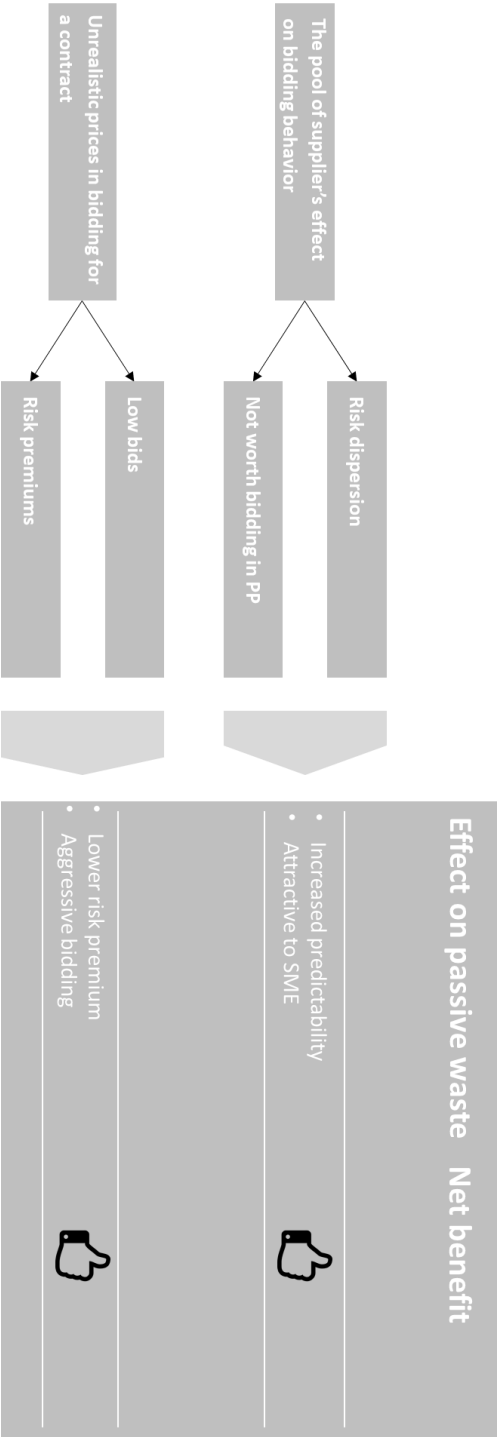 Effect on passive waste
Net benefit
The pool of supplier's effect
on bidding behavior
Risk dispersion
Not worth bidding in PP
• Increased predictability
• Attractive to SME
Unrealistic prices in bidding for
a contract
Low bids
Risk premiums
• Lower risk premium
• Aggressive bidding